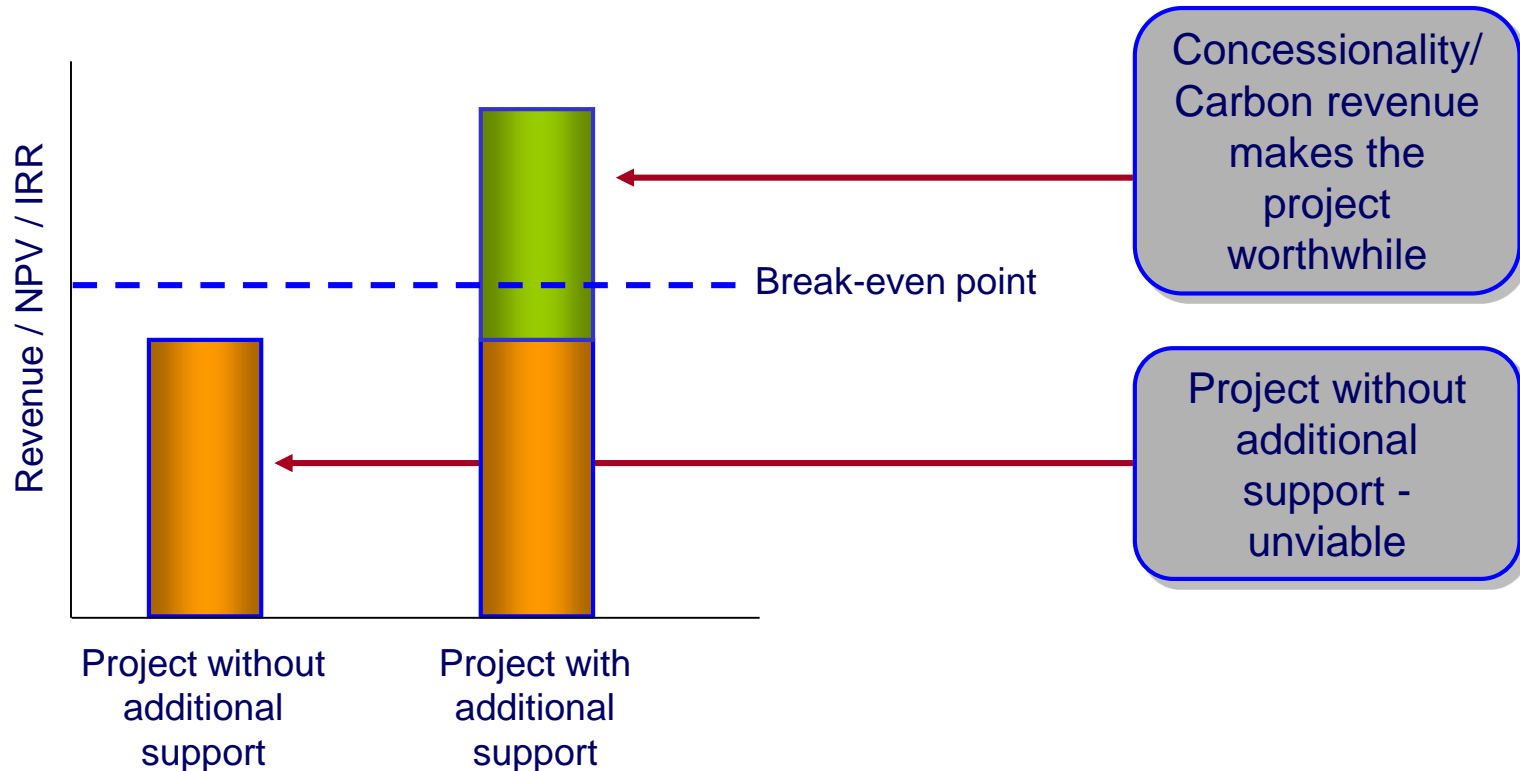 Revenue / NPV / IRR
Concessionality/
Carbon revenue
makes the
project
worthwhile
Break-even point
Project without
additional
support -
unviable
Project without
additional
support
Project with
additional
support